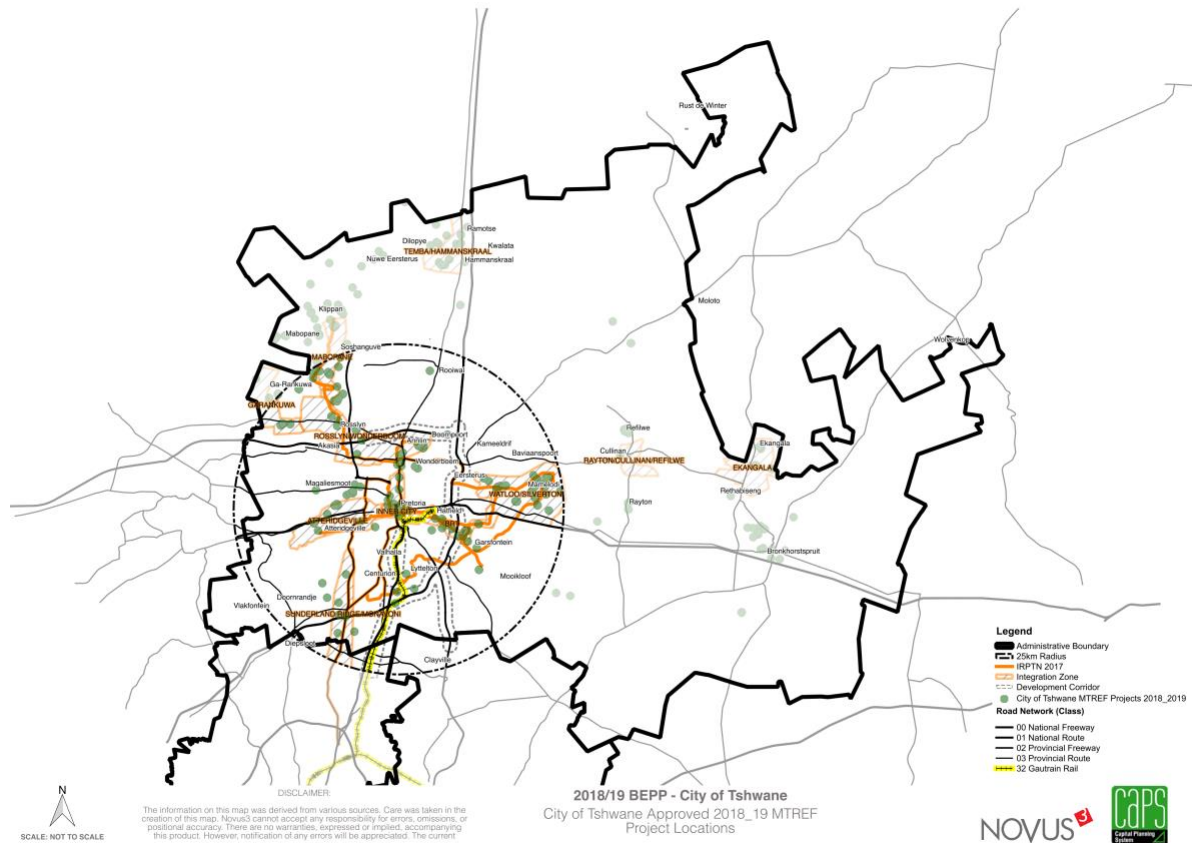 Rust de Winter
Ramotse
Dilopye
Kwalata
TEMBA/HAMMANSKRAAL
Nuwe Eersterus
Hammanskraal
Moloto
Klippan
Mabopane
Soshanguve
Woltvenkop
MABOPANE
Rooiwal
Ga-Rankuwa
GARANKUWA
Rosslyn
ROSSLYN/WONDERBOOM
Annlin
Boompoort
Akasia
Kameeldrif
Refilwe
Ekangala
Wonderboom
Baviaanspoort
Cullinan
RAYTON/CULLINAN/REFILWE
EKANGALA
Eersterus
Magaliesmoot
Mamelodi
WATLOO/SILVERTON
Rethabiseng
Pretoria
INNER CITY
Hatfield
Rayton
ATTERIDGEVILLE
Atteridgeville
Garsfontein
Valhalla
Bronkhorstspruit
Centurion
Lyttelton
Mooikloof
Doornrandje
Vlakfontein
Diepsloot
Clayville
Legend
Administrative Boundary
25km Radius
IRPTN 2017
Integration Zone
Development Corridor
City of Tshwane MTREF Projects 2018_2019
Road Network (Class)
00 National Freeway
01 National Route
02 Provincial Freeway
03 Provincial Route
32 Gautrain Rail
N
SCALE: NOT TO SCALE
DISCLAIMER:
The information on this map was derived from various sources. Care was taken in the
creation of this map. Novus3 cannot accept any responsibility for errors, omissions, or
positional accuracy. There are no warranties, expressed or implied, accompanying
this product. However, notification of any errors will be appreciated. The current
2018/19 BEPP - City of Tshwane
City of Tshwane Approved 2018_19 MTREF
Project Locations
NOVUS3
CaPS
Capital Planning
System